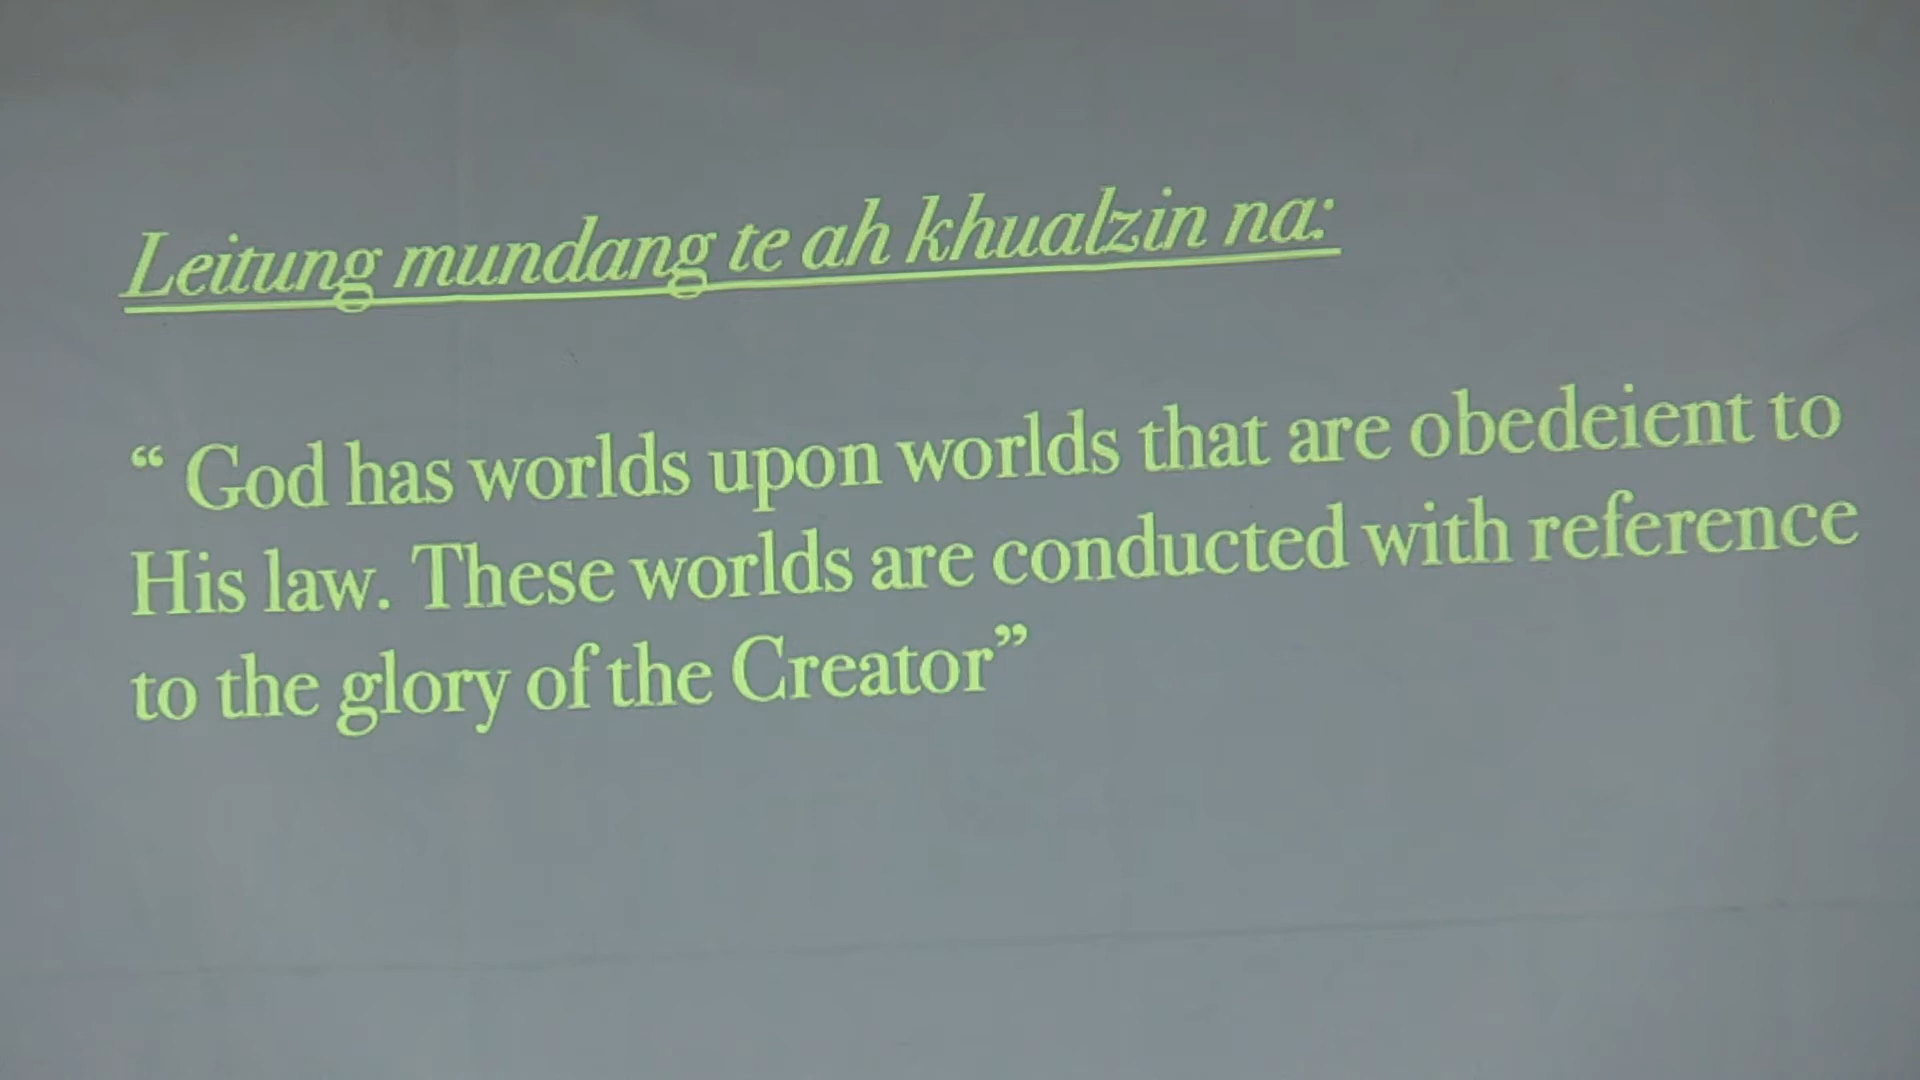 Leitung mundang te ah khualzin na:
“ God has worlds upon worlds that are obedeient to
His law. These worlds are conducted with reference
to the glory of the Creator”